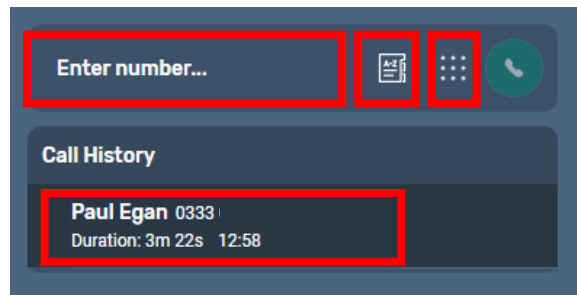 Enter number...
A-Z
Call History
Paul Egan 0333
Duration: 3m 22s 12:58